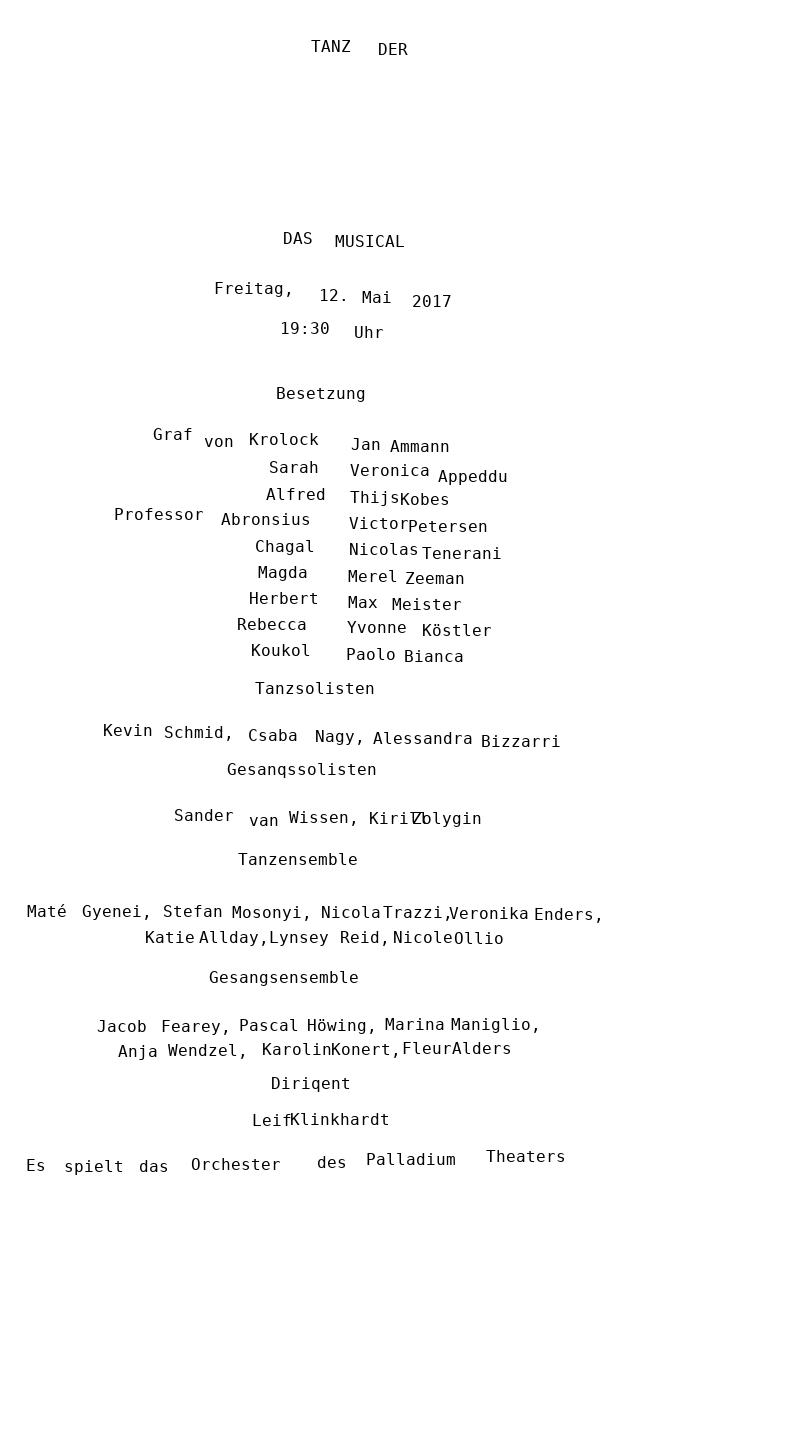 TANZ DER
DAS MUSICAL
Freitag, 12. Mai 2017
19:30 Uhr
Besetzung
Graf von Krolock Jan Ammann
Sarah Veronica Appeddu
Alfred Thijs Kobes
Professor Abronsius Victor Petersen
Chagal Nicolas Tenerani
Magda Merel Zeeman
Herbert Max Meister
Rebecca Yvonne Köstler
Koukol Paolo Bianca
Tanzsolisten
Kevin Schmid, Csaba Nagy, Alessandra Bizzarri
Gesanqssolisten
Sander van Wissen, Kirill Zolygin
Tanzensemble
Maté Gyenei, Stefan Mosonyi, Nicola Trazzi, Veronika Enders,
Katie Allday, Lynsey Reid, Nicole Ollio
Gesangsensemble
Jacob Fearey, Pascal Höwing, Marina Maniglio,
Anja Wendzel, Karolin Konert, Fleur Alders
Diriqent
Leif Klinkhardt
Es spielt das Orchester des Palladium Theaters